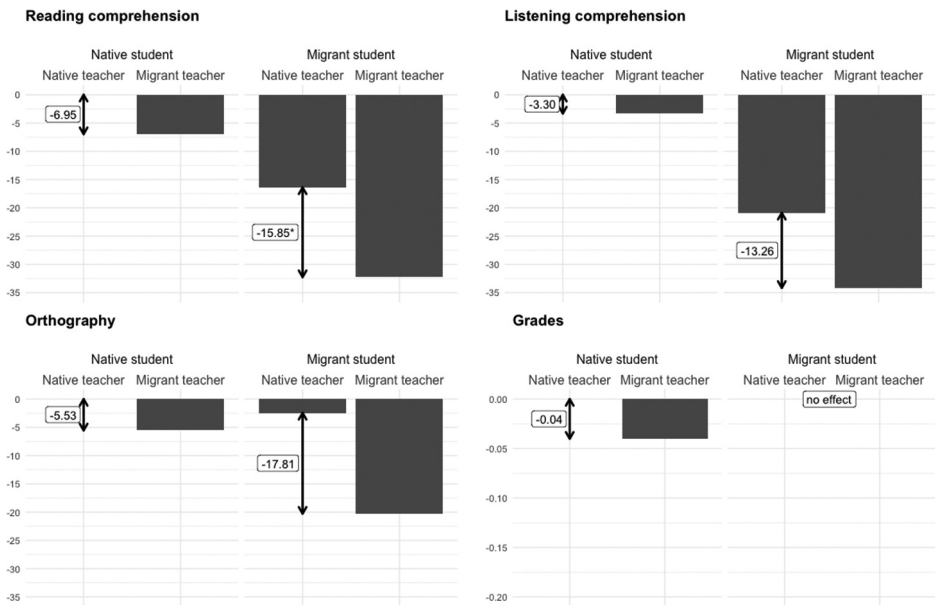 Reading comprehension
Native student Migrant student
Native teacher Migrant teacher Native teacher Migrant teacher
0
-5
-10
-15
-20
-25
-30
-35
-6.95
-15.85*
Listening comprehension
Native student Migrant student
Native teacher Migrant teacher Native teacher Migrant teacher
0
-5
-10
-15
-20
-25
-30
-35
-3.30
-13.26
Orthography
Native student Migrant student
Native teacher Migrant teacher Native teacher Migrant teacher
0
-5
-10
-15
-20
-25
-30
-35
-5.53
-17.81
Grades
Native student Migrant student
Native teacher Migrant teacher Native teacher Migrant teacher
0.00
-0.05
-0.10
-0.15
-0.20
-0.04
no effect